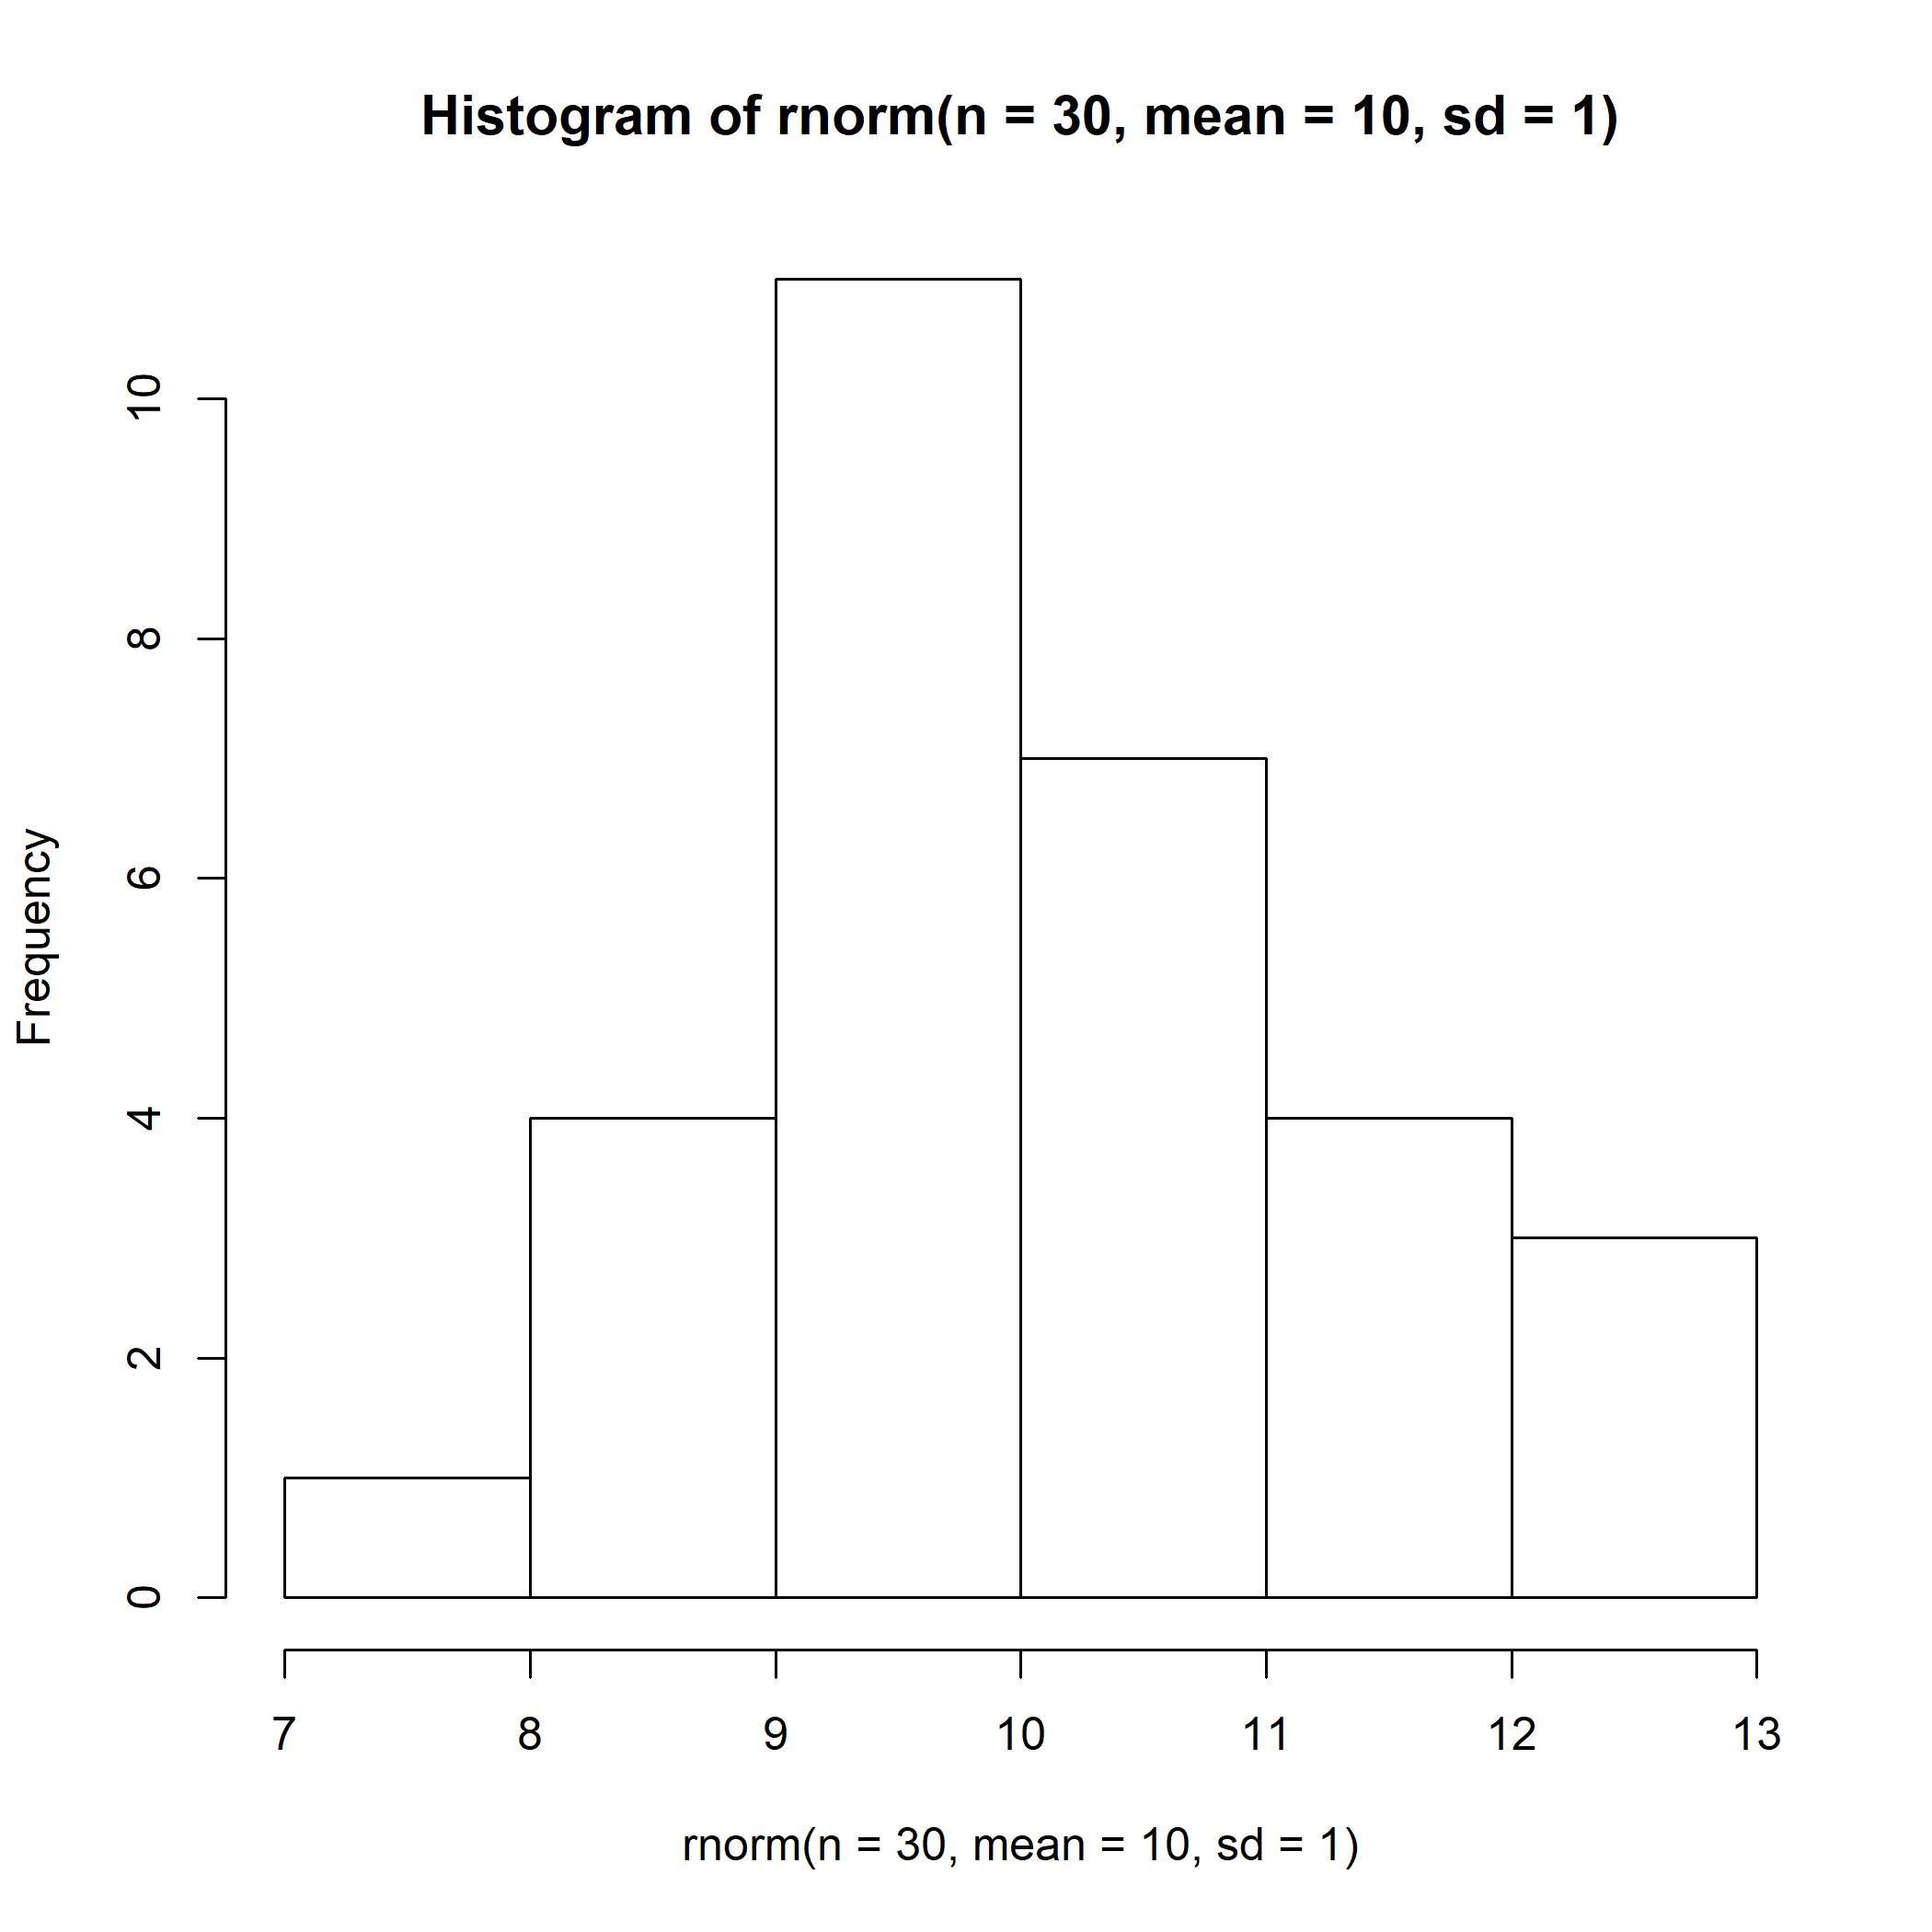 Histogram of rnorm(n = 30, mean = 10, sd = 1)
Frequency
10
8
6
4
2
0
7 8 9 10 11 12 13
rnorm(n = 30, mean = 10, sd = 1)